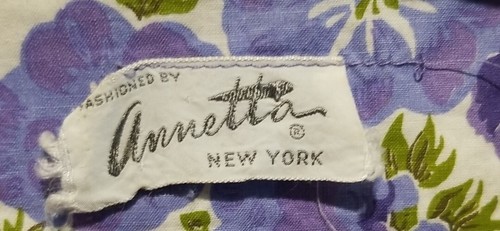 FASHIONED BY
Annetta ®
NEW YORK